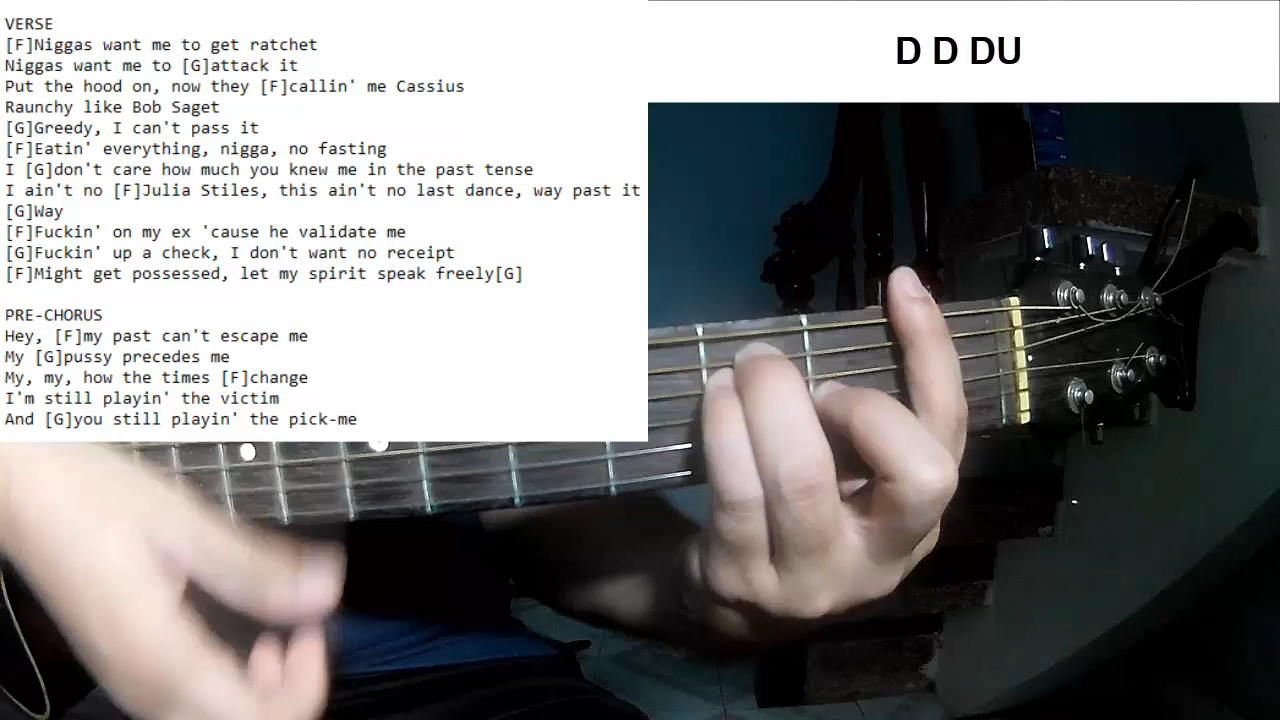 VERSE
[F]Niggas want me to get ratchet
Niggas want me to [G]attack it
Put the hood on, now they [F]callin' me Cassius
Raunchy like Bob Saget
[G]Greedy, I can't pass it
[F]Eatin' everything, nigga, no fasting
I [G]don't care how much you knew me in the past tense
I ain't no [F]Julia Stiles, this ain't no last dance, way past it
[G]Way
[F]Fuckin' on my ex 'cause he validate me
[G]Fuckin' up a check, I don't want no receipt
[F]Might get possessed, let my spirit speak freely[G]
PRE-CHORUS
Hey, [F]my past can't escape me
My [G]pussy precedes me
My, my, how the times [F]change
I'm still playin' the victim
And [G]you still playin' the pick-me
D D DU